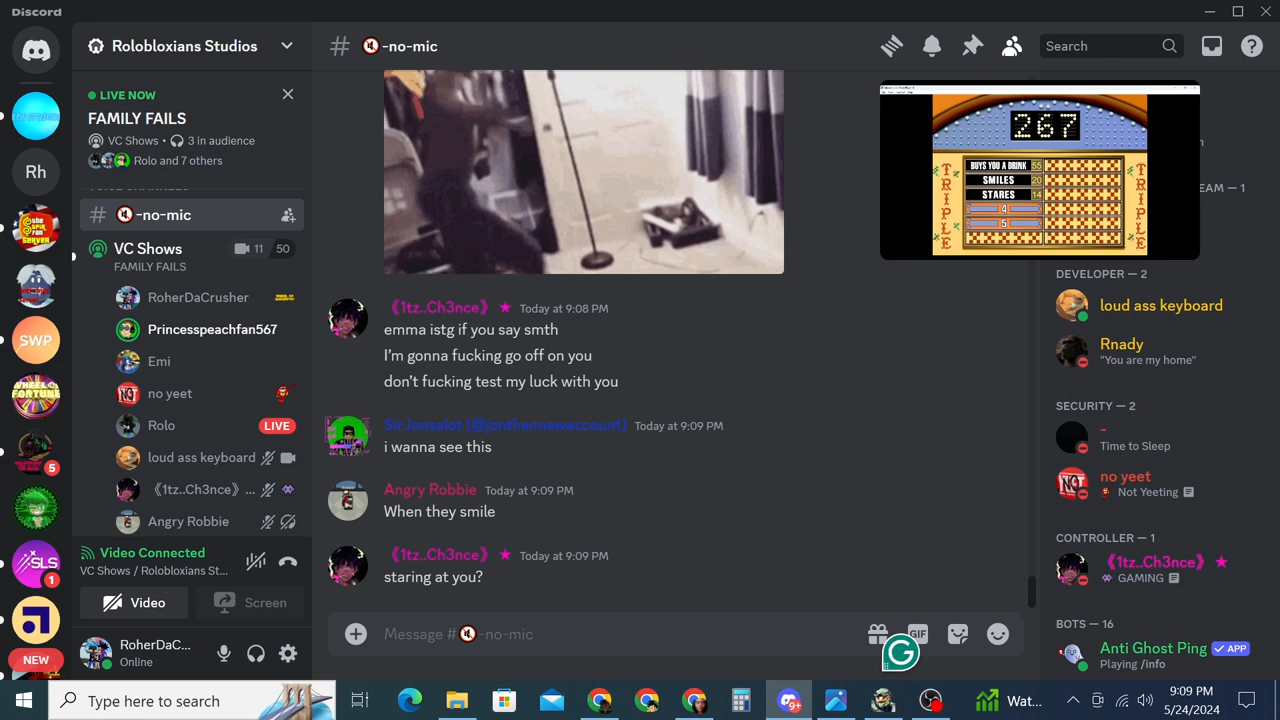 Discord
Rolobloxians Studios
LIVE NOW
FAMILY FAILS
VC Shows • 3 in audience
Rolo and 7 others
-no-mic
VC Shows
11
50
FAMILY FAILS
RoherDaCrusher
Princesspeachfan567
Emi
no yeet
Rolo
LIVE
loud ass keyboard
《1tz..Ch3nce》 ...
Angry Robbie
Video Connected
VC Shows / Rolobloxians St...
Video
Screen
RoherDaC...
Online
Rh
SWP
5
SLS
1
NEW
-no-mic
Search
《1tz..Ch3nce》 ★ Today at 9:08 PM
emma istg if you say smth
I'm gonna fucking go off on you
don't fucking test my luck with you
SirJonsalot (@jonthennewaccount) Today at 9:09 PM
i wanna see this
Angry Robbie Today at 9:09 PM
When they smile
《1tz..Ch3nce》 ★ Today at 9:09 PM
staring at you?
Message # -no-mic
GIF
267
BUYS YOU A DRINK 55
SMILES 20
STARES 14
4
5
TRIPLE
TRIPLE
EAM — 1
DEVELOPER — 2
loud ass keyboard
Rnady
"You are my home"
SECURITY — 2
-
Time to Sleep
no yeet
Not Yeeting
CONTROLLER — 1
《1tz..Ch3nce》 ★
GAMING
BOTS — 16
Anti Ghost Ping ✓ APP
Playing /info
Type here to search
9+
Wat...
9:09 PM
5/24/2024